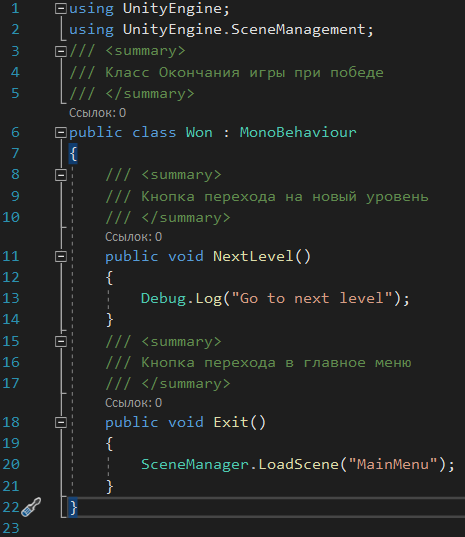 1 using UnityEngine;
2 using UnityEngine.SceneManagement;
3 /// <summary>
4 /// Класс Окончания игры при победе
5 /// </summary>
Ссылок: 0
6 public class Won : MonoBehaviour
7 {
8 /// <summary>
9 /// Кнопка перехода на новый уровень
10 /// </summary>
Ссылок: 0
11 public void NextLevel()
12 {
13 Debug.Log("Go to next level");
14 }
15 /// <summary>
16 /// Кнопка перехода в главное меню
17 /// </summary>
Ссылок: 0
18 public void Exit()
19 {
20 SceneManager.LoadScene("MainMenu");
21 }
22 }
23